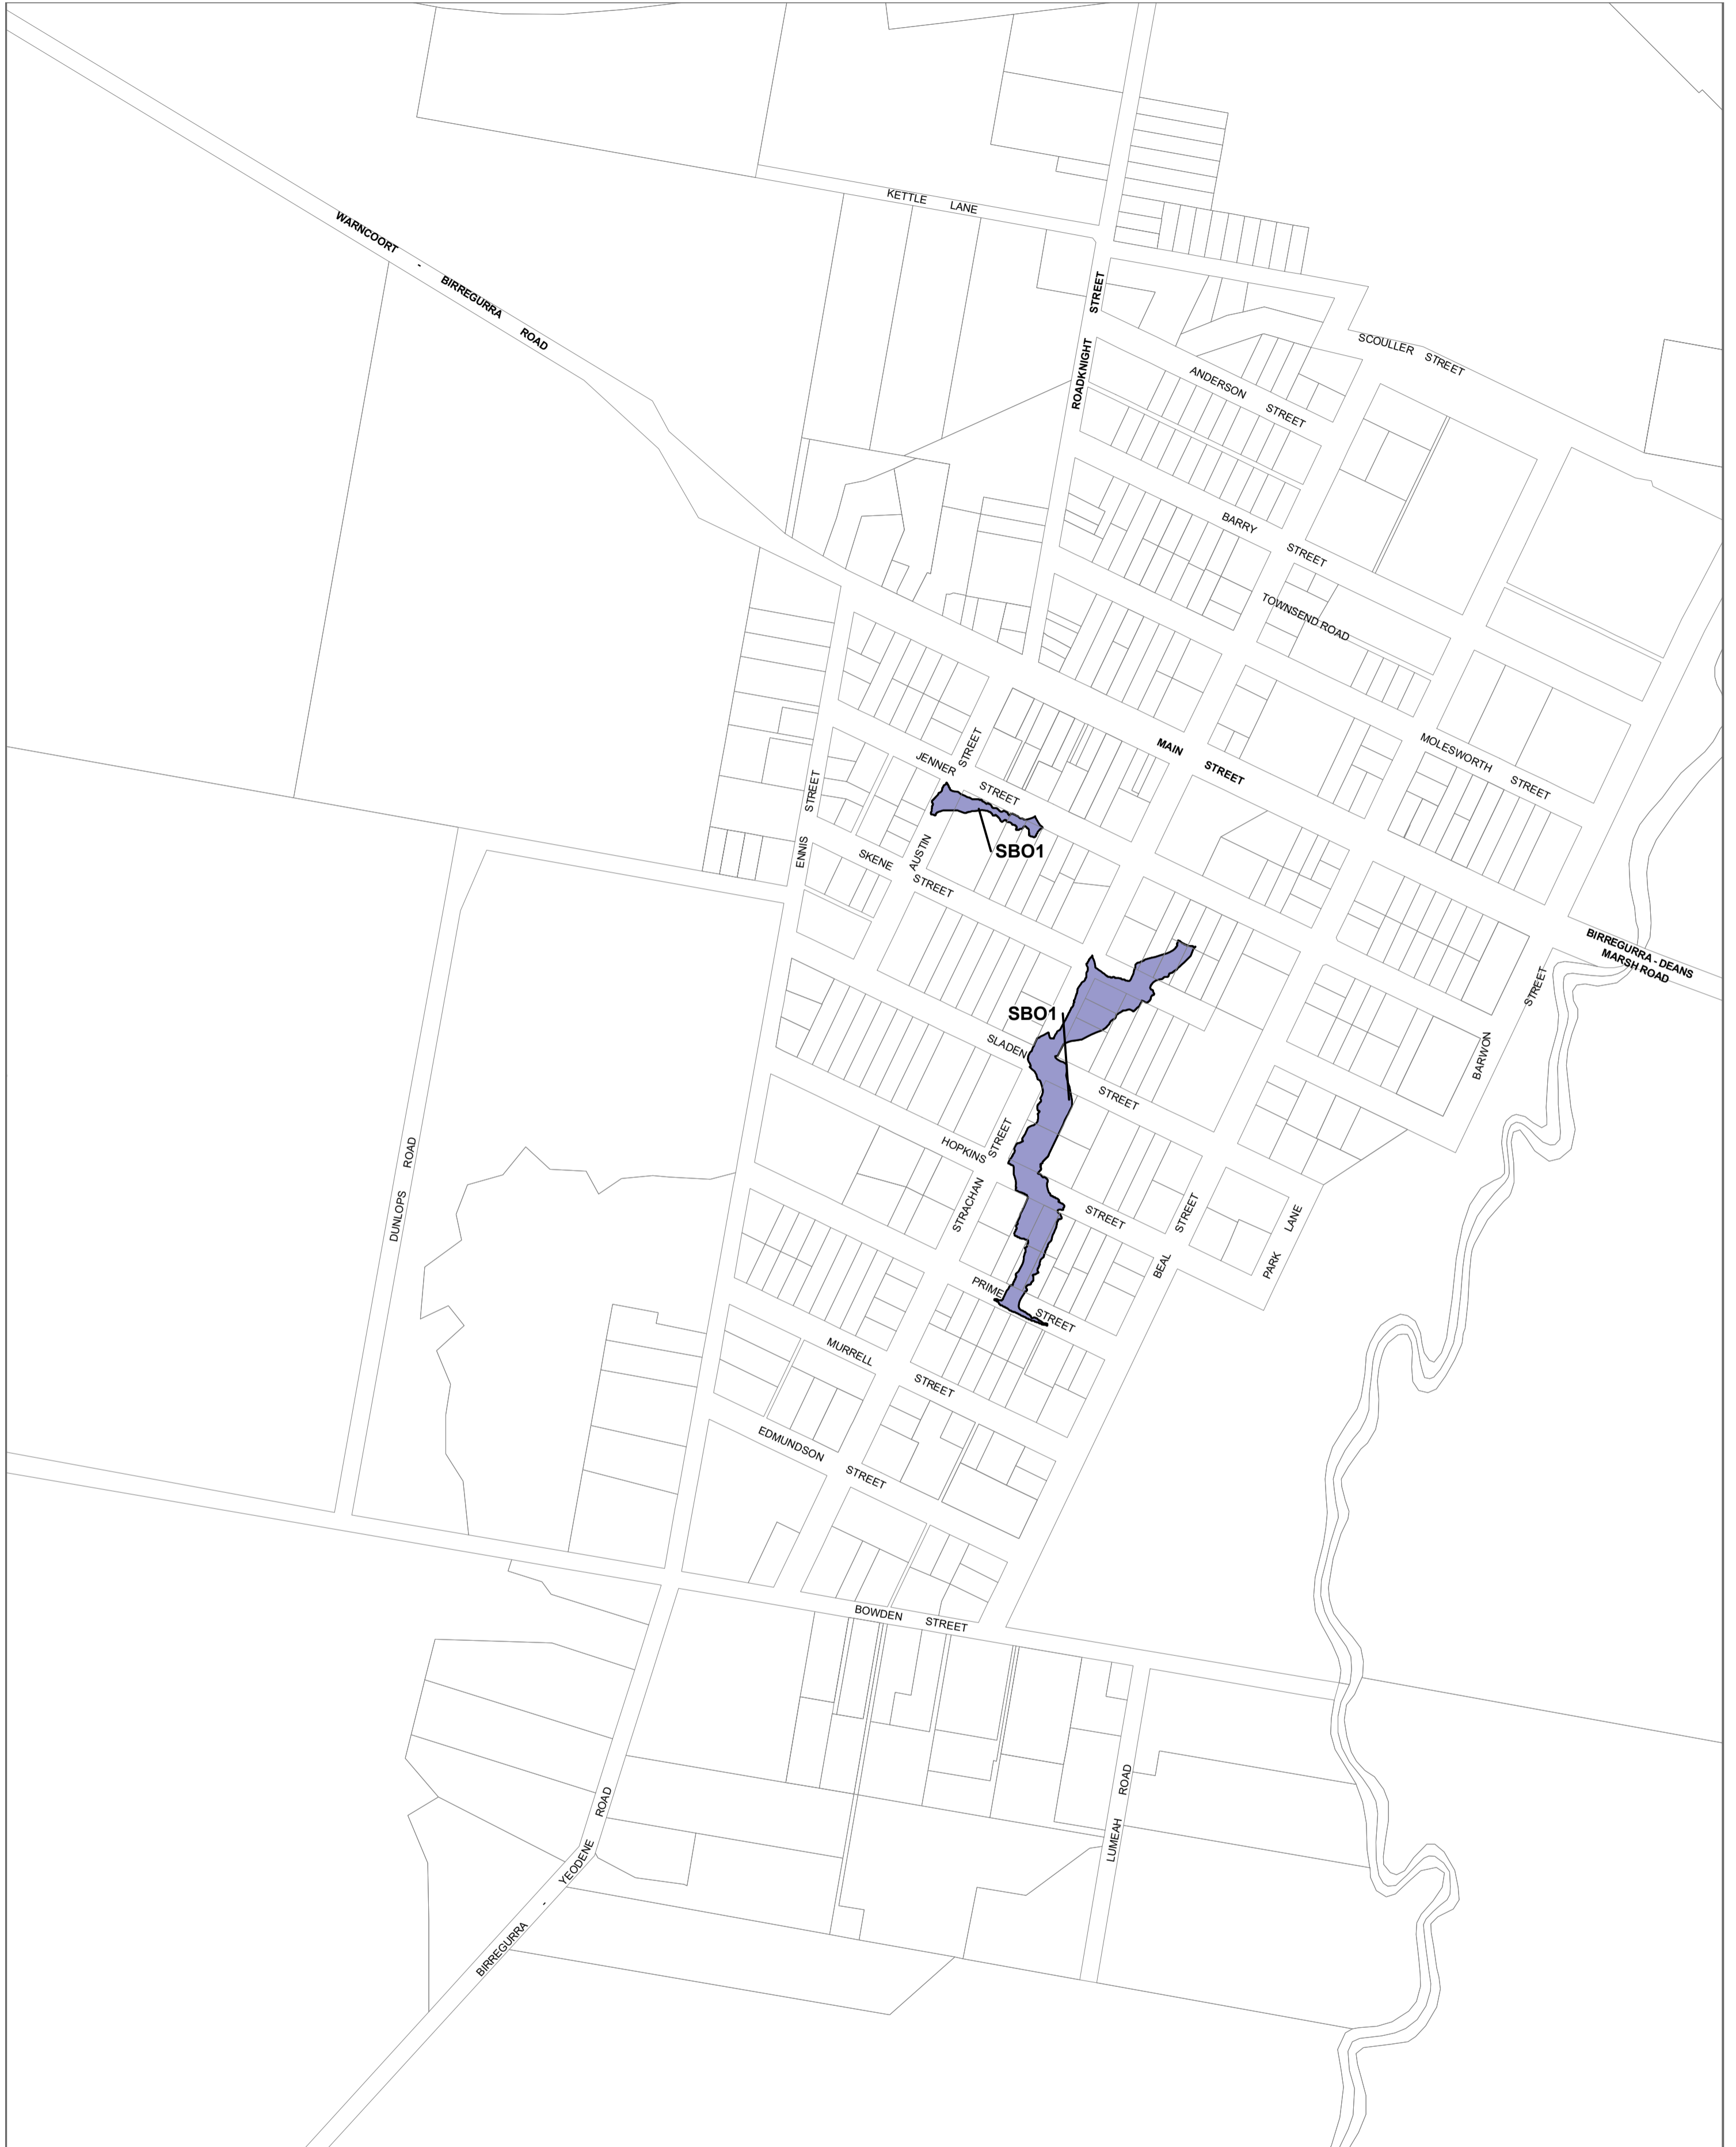 KETTLE LANE
WARNCOORT - BIRREGURRA ROAD
ROADKNIGHT STREET
SCOULLER STREET
ANDERSON STREET
BARRY STREET
TOWNSEND ROAD
MOLESWORTH STREET
MAIN STREET
JENNER STREET
AUSTIN STREET
ENNIS STREET
SBO1
SKENE STREET
BIRREGURRA - DEANS
MARSH ROAD
BARWON STREET
SBO1
SLADEN STREET
HOPKINS STREET
STRACHAN STREET
DUNLOPS ROAD
BEAL STREET
PARK LANE
PRIME STREET
MURRELL STREET
EDMUNDSON STREET
BOWDEN STREET
LUMEAH ROAD
BIRREGURRA - YEODENE ROAD